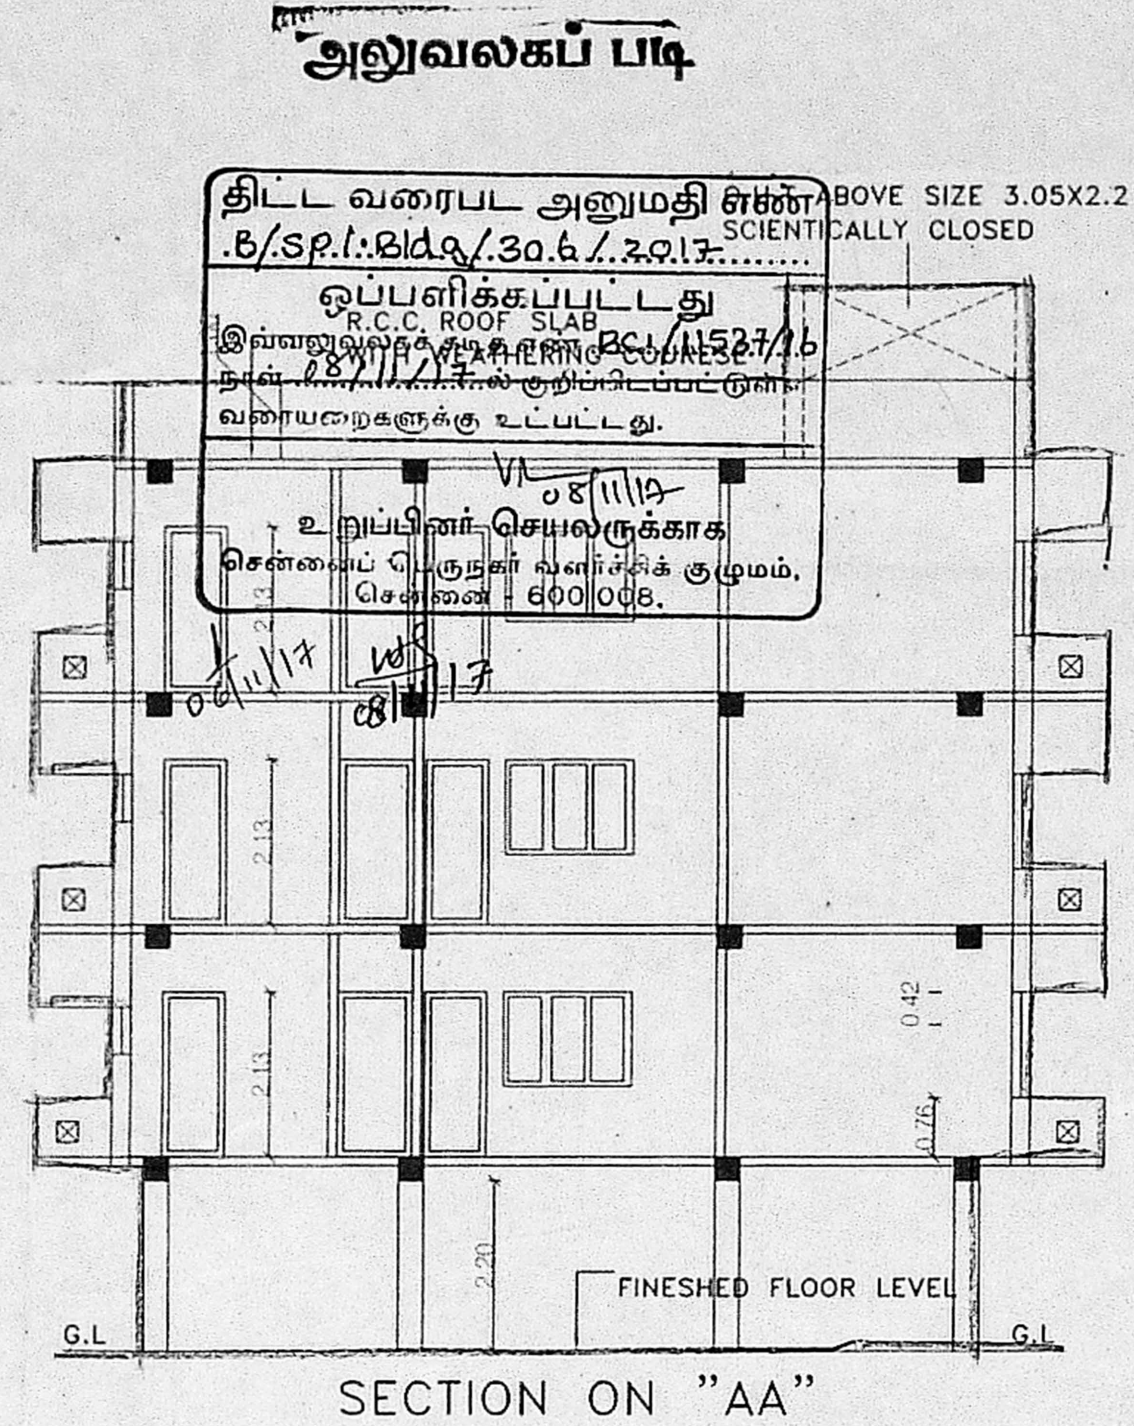 அலுவலகப் படி
திட்ட வரைபட அனுமதி எண்
B/Spl.Bldg/306/2017
ABOVE SIZE 3.05X2.2
SCIENTICALLY CLOSED
ஒப்பளிக்கப்பட்டது
R.C.C. ROOF SLAB
WITH WEATHERING COURESE
இவ்வலுவலகக் கடித எண் BC1/11527/16
நாள் 08/11/17 ல் குறிப்பிடப்பட்டுள்ள
வரையறைகளுக்கு உட்பட்டது.
08/11/17
உறுப்பினர் செயலருக்காக
சென்னைப் பெருநகர் வளர்ச்சிக் குழுமம்,
சென்னை - 600 008.
2.13
06/11/17
08/11/17
2.13
0.42
2.13
0.76
2.20
FINESHED FLOOR LEVEL
G.L
G.L
SECTION ON "AA"